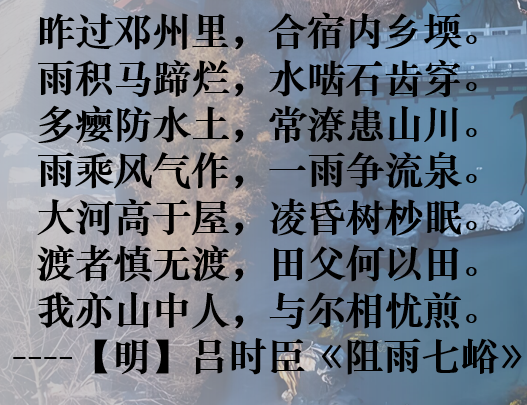 昨过邓州里，合宿内乡堧。
雨积马蹄烂，水啮石齿穿。
多瘿防水土，常潦患山川。
雨乘风气作，一雨争流泉。
大河高于屋，凌昏树杪眠。
渡者慎无渡，田父何以田。
我亦山中人，与尔相忧煎。
----【明】吕时臣《阻雨七峪》